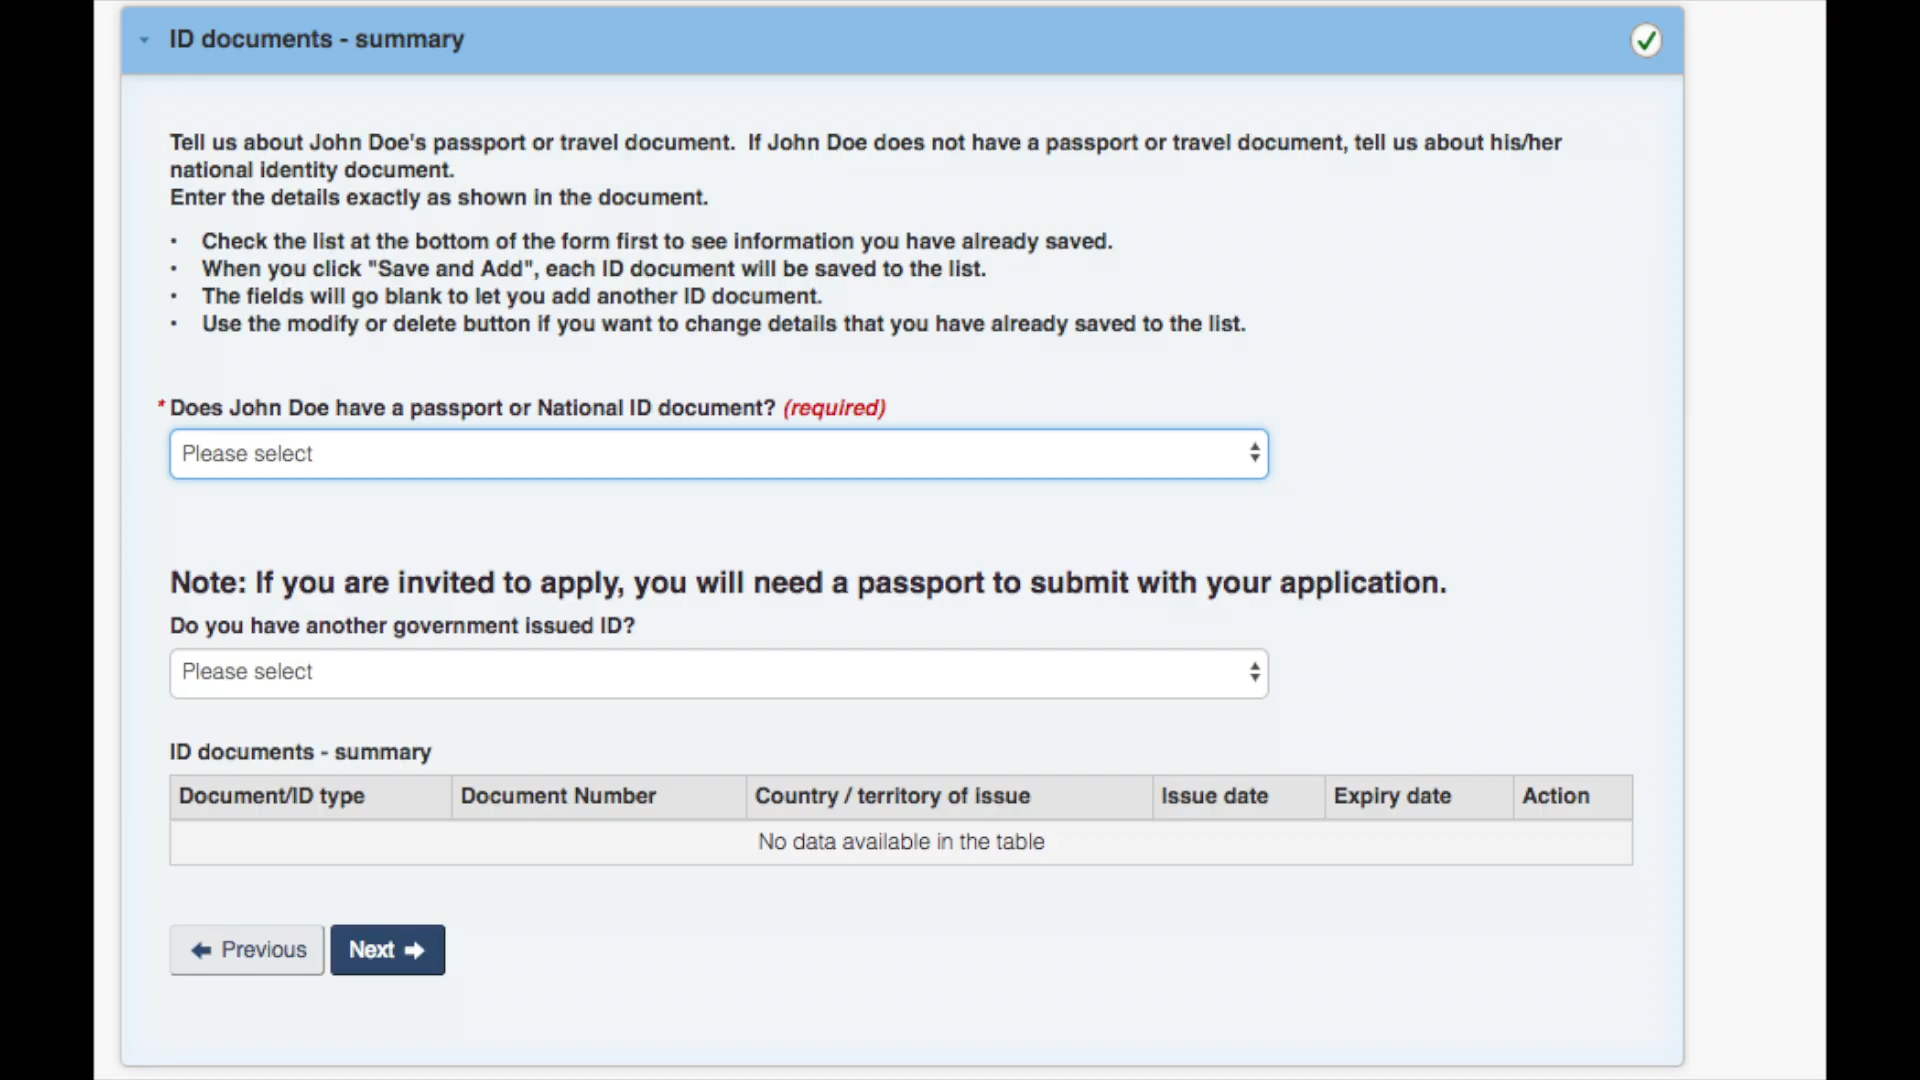 ID documents - summary
Tell us about John Doe's passport or travel document.  If John Doe does not have a passport or travel document, tell us about his/her
national identity document.
Enter the details exactly as shown in the document.
• Check the list at the bottom of the form first to see information you have already saved.
• When you click "Save and Add", each ID document will be saved to the list.
• The fields will go blank to let you add another ID document.
• Use the modify or delete button if you want to change details that you have already saved to the list.
* Does John Doe have a passport or National ID document? (required)
Please select
Note: If you are invited to apply, you will need a passport to submit with your application.
Do you have another government issued ID?
Please select
ID documents - summary
Document/ID type Document Number Country / territory of issue Issue date Expiry date Action
No data available in the table
Previous Next